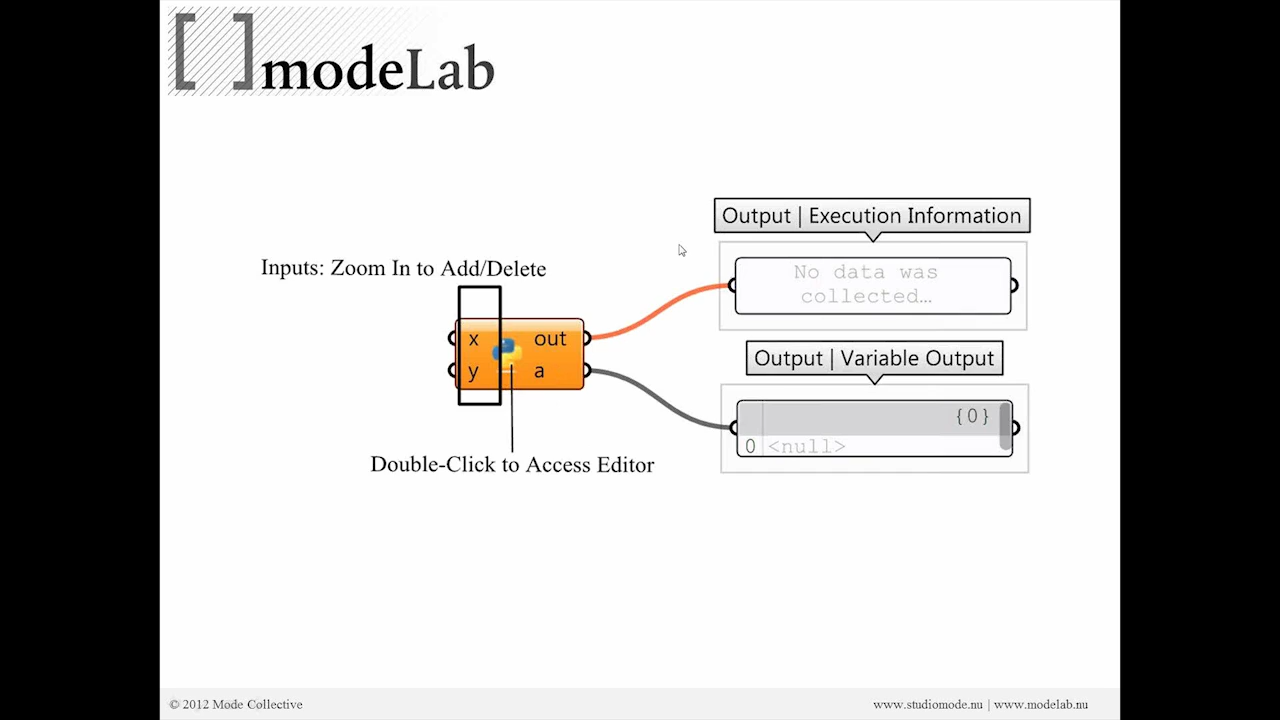 [ ] modeLab
Output | Execution Information
No data was
collected…
Inputs: Zoom In to Add/Delete
x
out
y
a
Output | Variable Output
{0}
0 <null>
Double-Click to Access Editor
© 2012 Mode Collective
www.studiomode.nu | www.modelab.nu